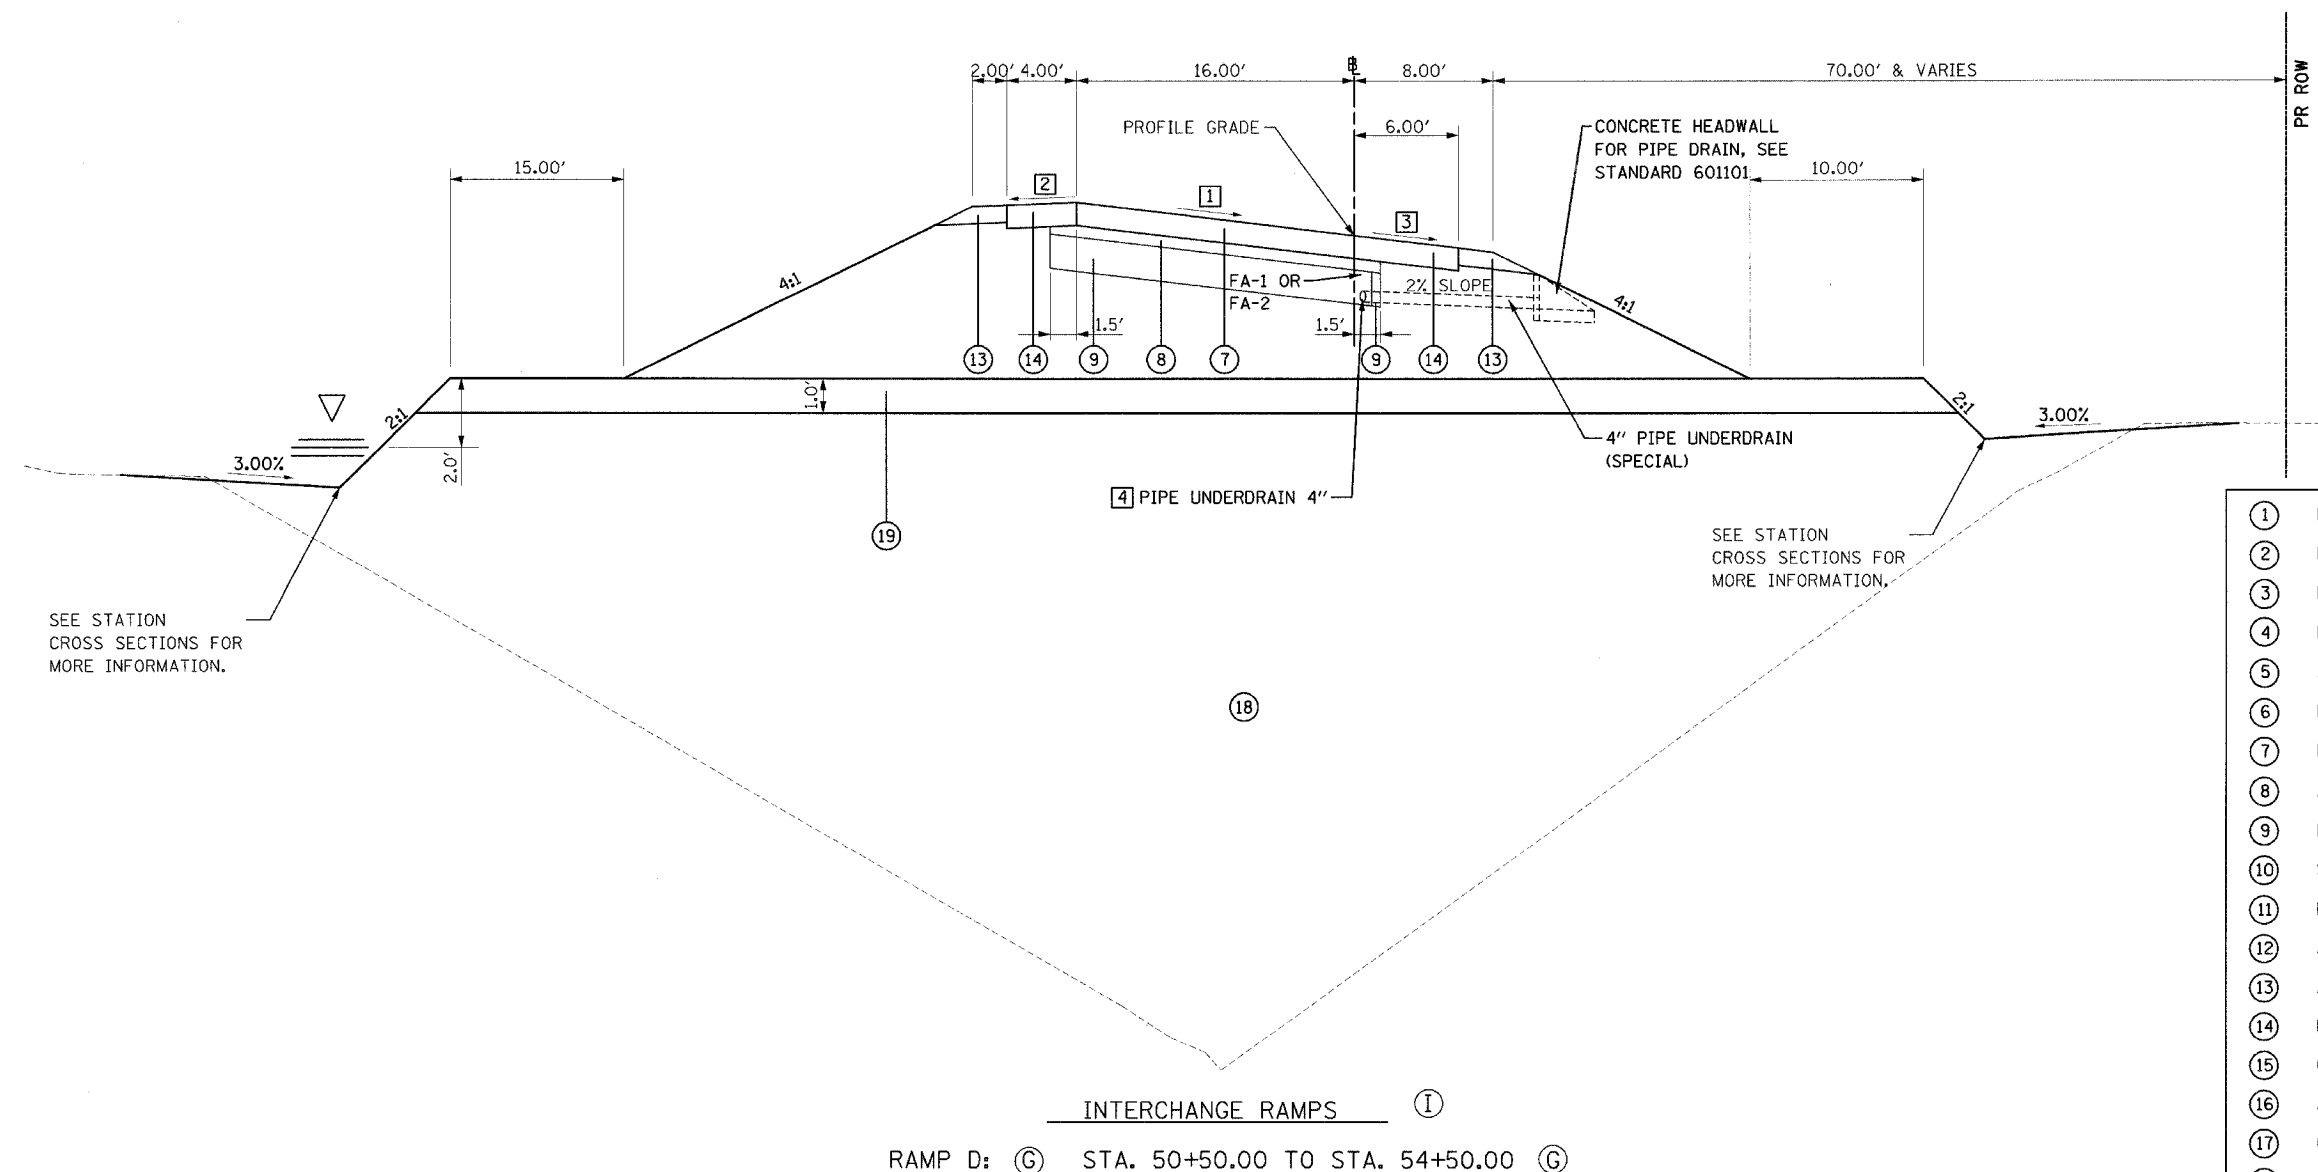 2.00' 4.00' 16.00' ℄ 8.00' 70.00' & VARIES
PR ROW
PROFILE GRADE
6.00'
CONCRETE HEADWALL
FOR PIPE DRAIN, SEE
STANDARD 601101
15.00'
10.00'
2
1
3
4:1
FA-1 OR
FA-2
2% SLOPE
4:1
1.5'
1.5'
13 14 9 8 7 9 14 13
1.0'
2:1
2:1
3.00%
3.00%
2.0'
4" PIPE UNDERDRAIN
(SPECIAL)
4 PIPE UNDERDRAIN 4"
19
SEE STATION
CROSS SECTIONS FOR
MORE INFORMATION.
SEE STATION
CROSS SECTIONS FOR
MORE INFORMATION.
18
1
2
3
4
5
6
7
8
9
10
11
12
13
14
15
16
17
INTERCHANGE RAMPS I
RAMP D: G STA. 50+50.00 TO STA. 54+50.00 G